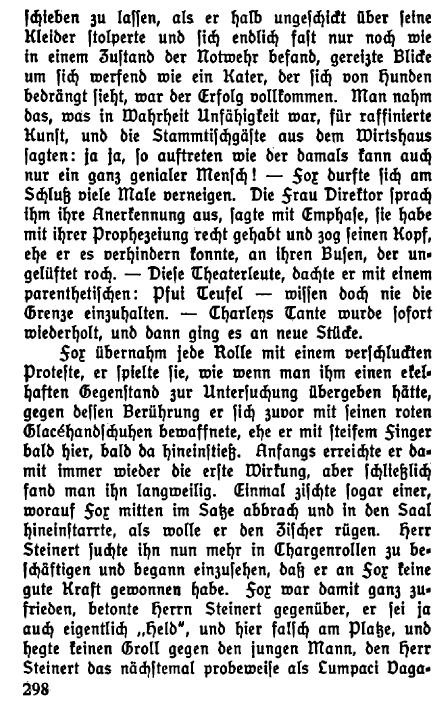 schieben zu lassen, als er halb ungeschickt über seine
Kleider stolperte und sich endlich fast nur noch wie
in einem Zustand der Notwehr befand, gereizte Blicke
um sich werfend wie ein Kater, der sich von Hunden
bedrängt sieht, war der Erfolg vollkommen. Man nahm
das, was in Wahrheit Unfähigkeit war, für raffinierte
Kunst, und die Stammtischgäste aus dem Wirtshaus
sagten: ja ja, so auftreten wie der damals kann auch
nur ein ganz genialer Mensch! — Fox durfte sich am
Schluß viele Male verneigen. Die Frau Direktor sprach
ihm ihre Anerkennung aus, sagte mit Emphase, sie habe
mit ihrer Prophezeiung recht gehabt und zog seinen Kopf,
ehe er es verhindern konnte, an ihren Busen, der un-
gelüftet roch. — Diese Theaterleute, dachte er mit einem
parenthetischen: Pfui Teufel — wissen doch nie die
Grenze einzuhalten. — Charleys Tante wurde sofort
wiederholt, und dann ging es an neue Stücke.
Fox übernahm jede Rolle mit einem verschluckten
Proteste, er spielte sie, wie wenn man ihm einen ekel-
haften Gegenstand zur Untersuchung übergeben hätte,
gegen dessen Berührung er sich zuvor mit seinen roten
Glacéhandschuhen bewaffnete, ehe er mit steifem Finger
bald hier, bald da hineinstieß. Anfangs erreichte er da-
mit immer wieder die erste Wirkung, aber schließlich
fand man ihn langweilig. Einmal zischte sogar einer,
worauf Fox mitten im Satze abbrach und in den Saal
hineinstarrte, als wolle er den Zischer rügen. Herr
Steinert suchte ihn nun mehr in Chargenrollen zu be-
schäftigen und begann einzusehen, daß er an Fox keine
gute Kraft gewonnen habe. Fox war damit ganz zu-
frieden, betonte Herrn Steinert gegenüber, er sei ja
auch eigentlich „Held“, und hier falsch am Platze, und
hegte keinen Groll gegen den jungen Mann, den Herr
Steinert das nächstemal probeweise als Lumpaci Vaga-
298